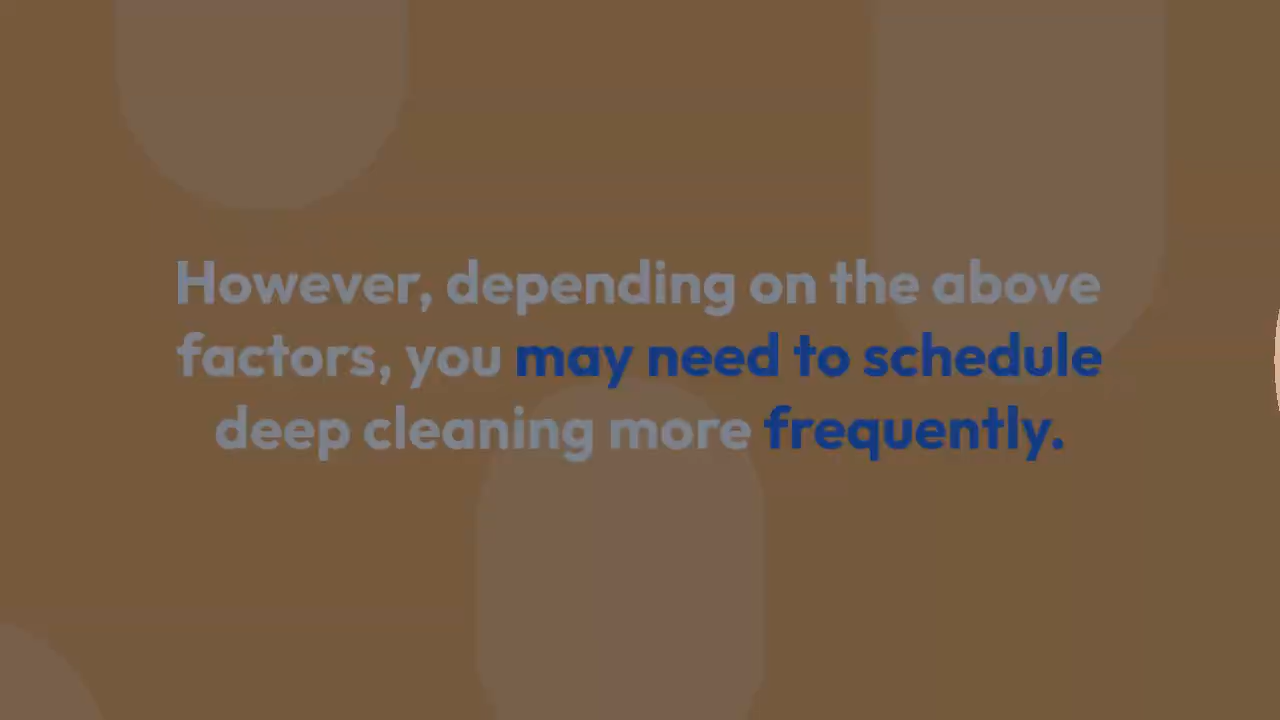 However, depending on the above
factors, you may need to schedule
deep cleaning more frequently.